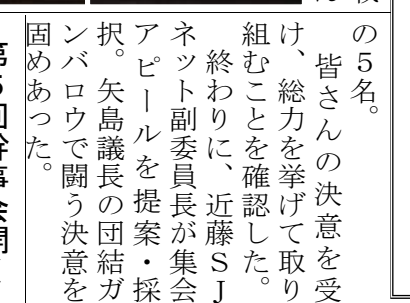 の5名。
皆さんの決意を受
け、総力を挙げて取り
組むことを確認した。
終わりに、近藤SJ
ネット副委員長が集会
アピールを提案・採
択。矢島議長の団結ガ
ンバロウで闘う決意を
固めあった。